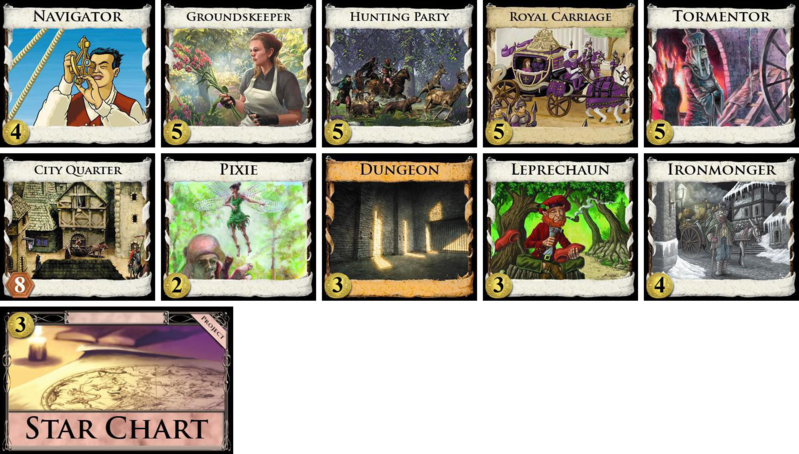 NAVIGATOR
4
GROUNDSKEEPER
5
HUNTING PARTY
5
ROYAL CARRIAGE
5
TORMENTOR
5
CITY QUARTER
8
PIXIE
2
DUNGEON
3
LEPRECHAUN
3
IRONMONGER
4
3
PROJECT
STAR CHART